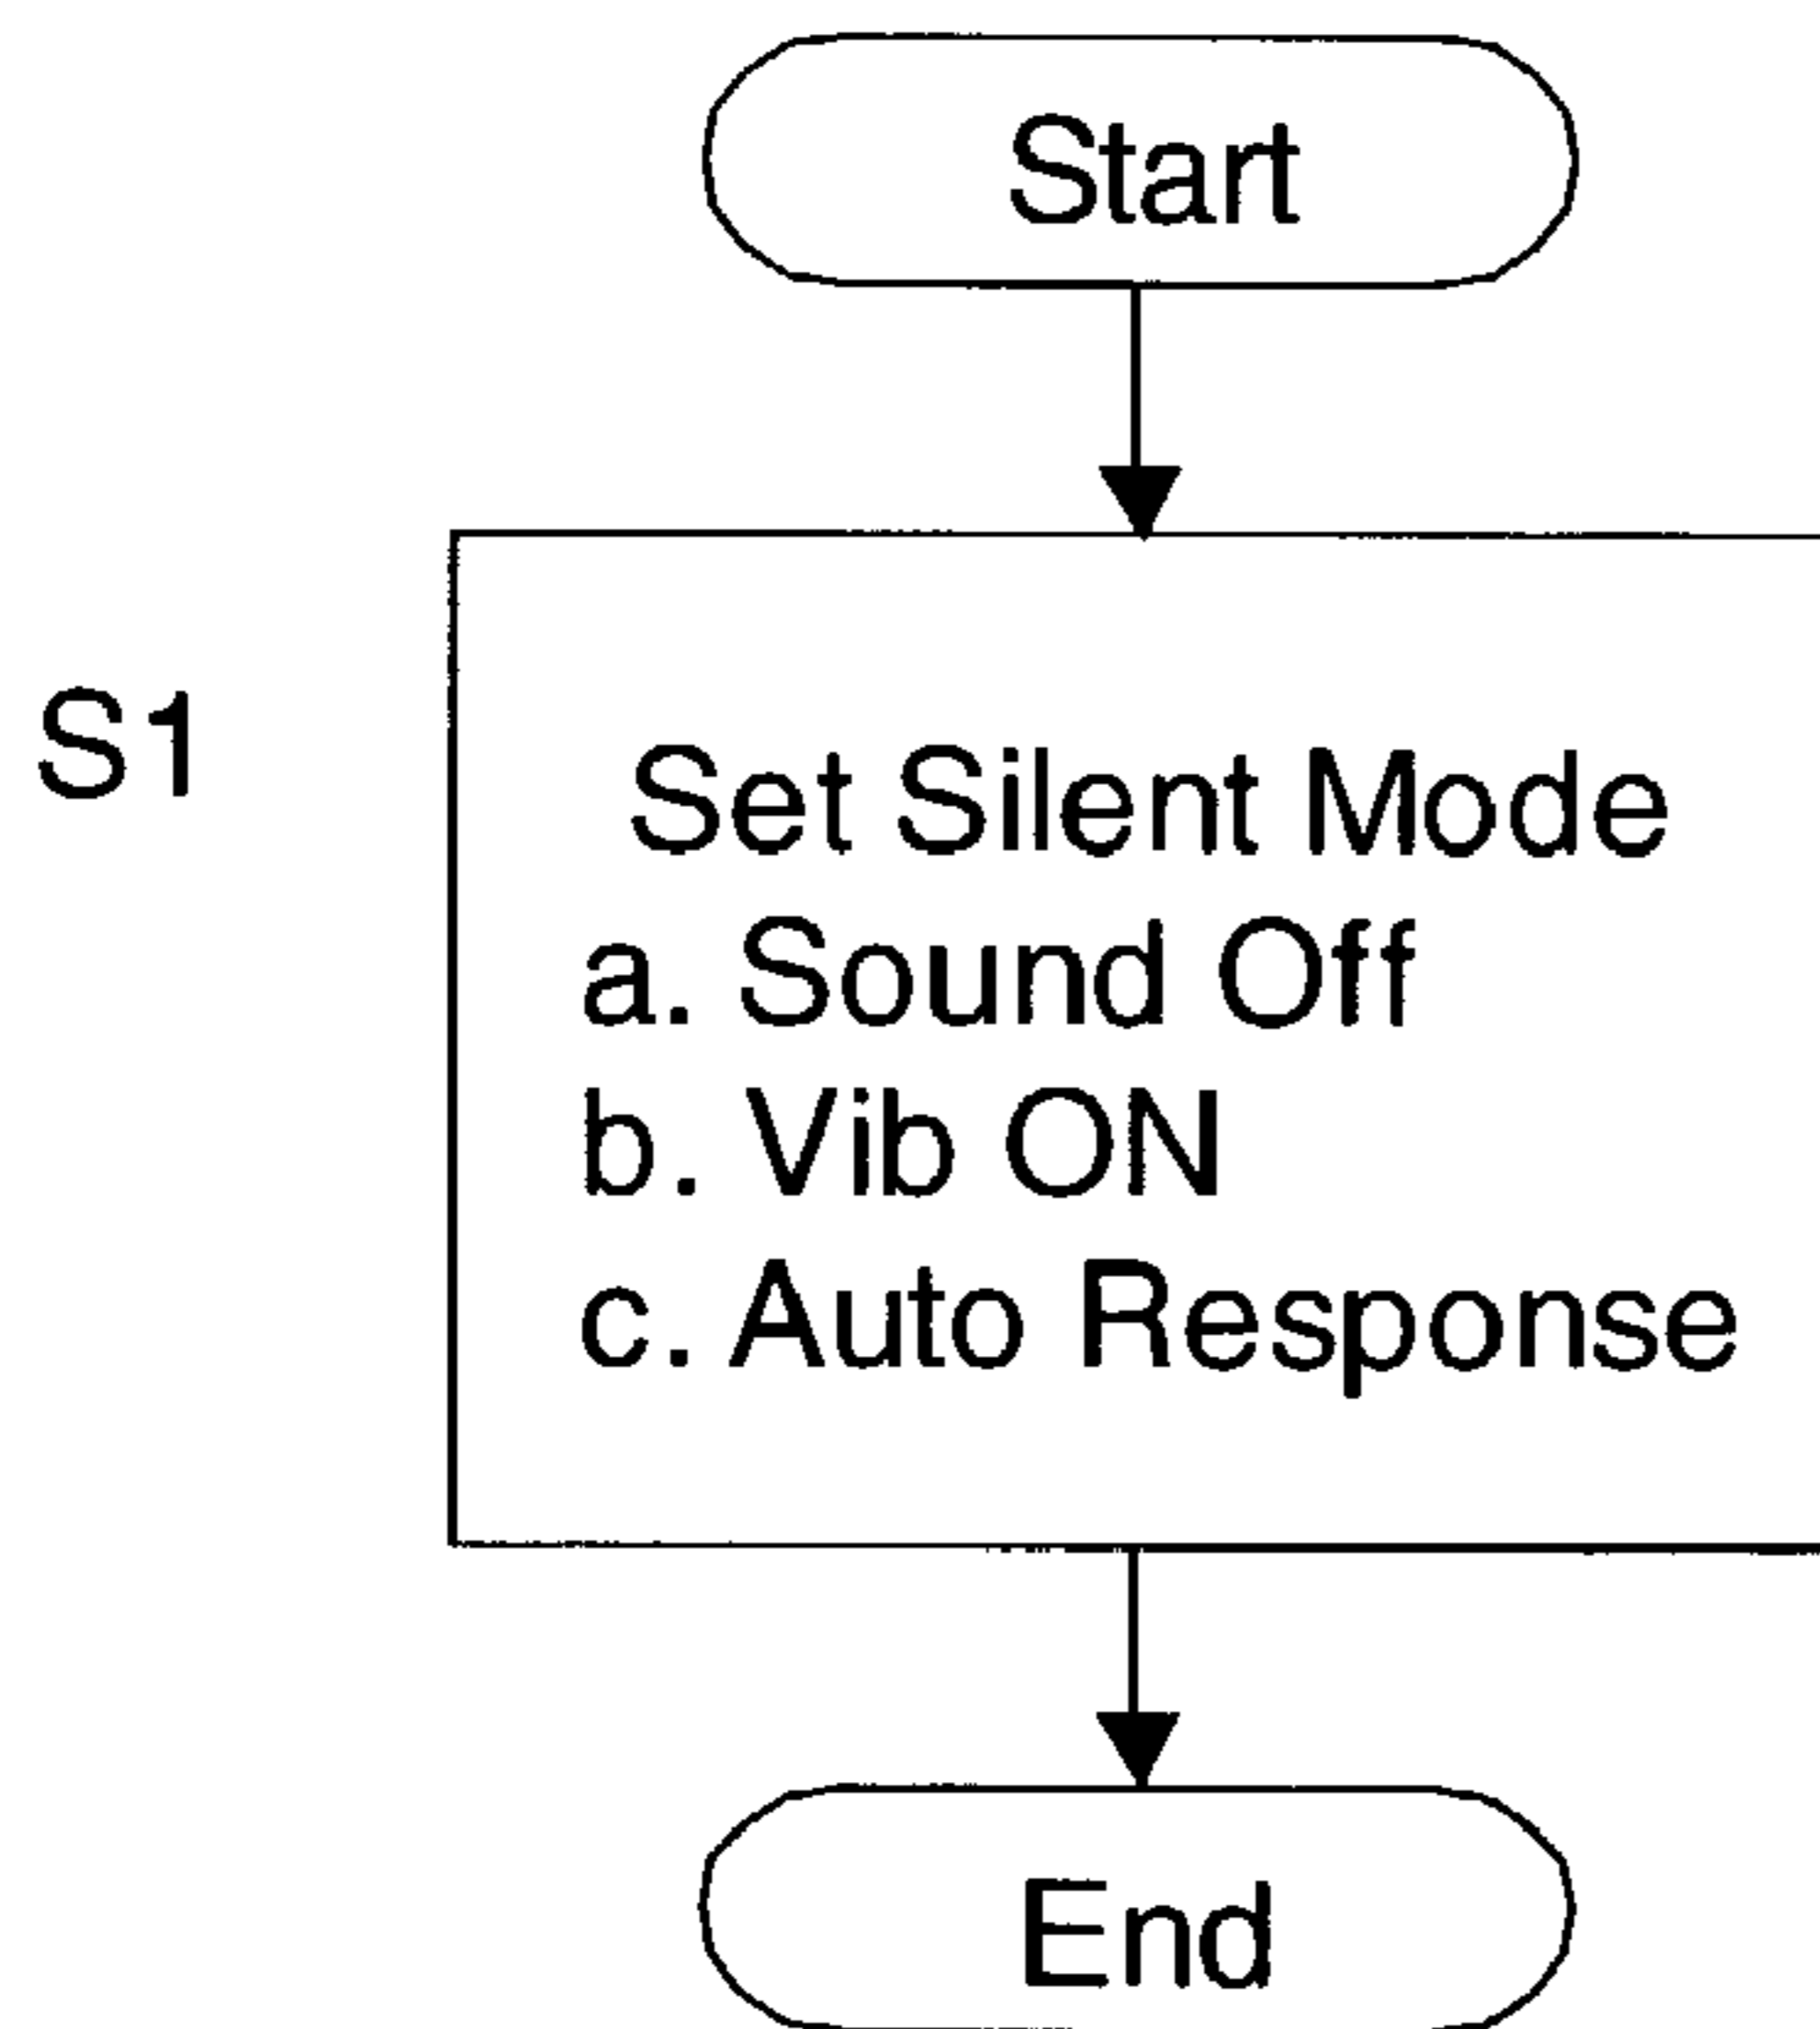 Start
S1
Set Silent Mode
a. Sound Off
b. Vib ON
c. Auto Response
End